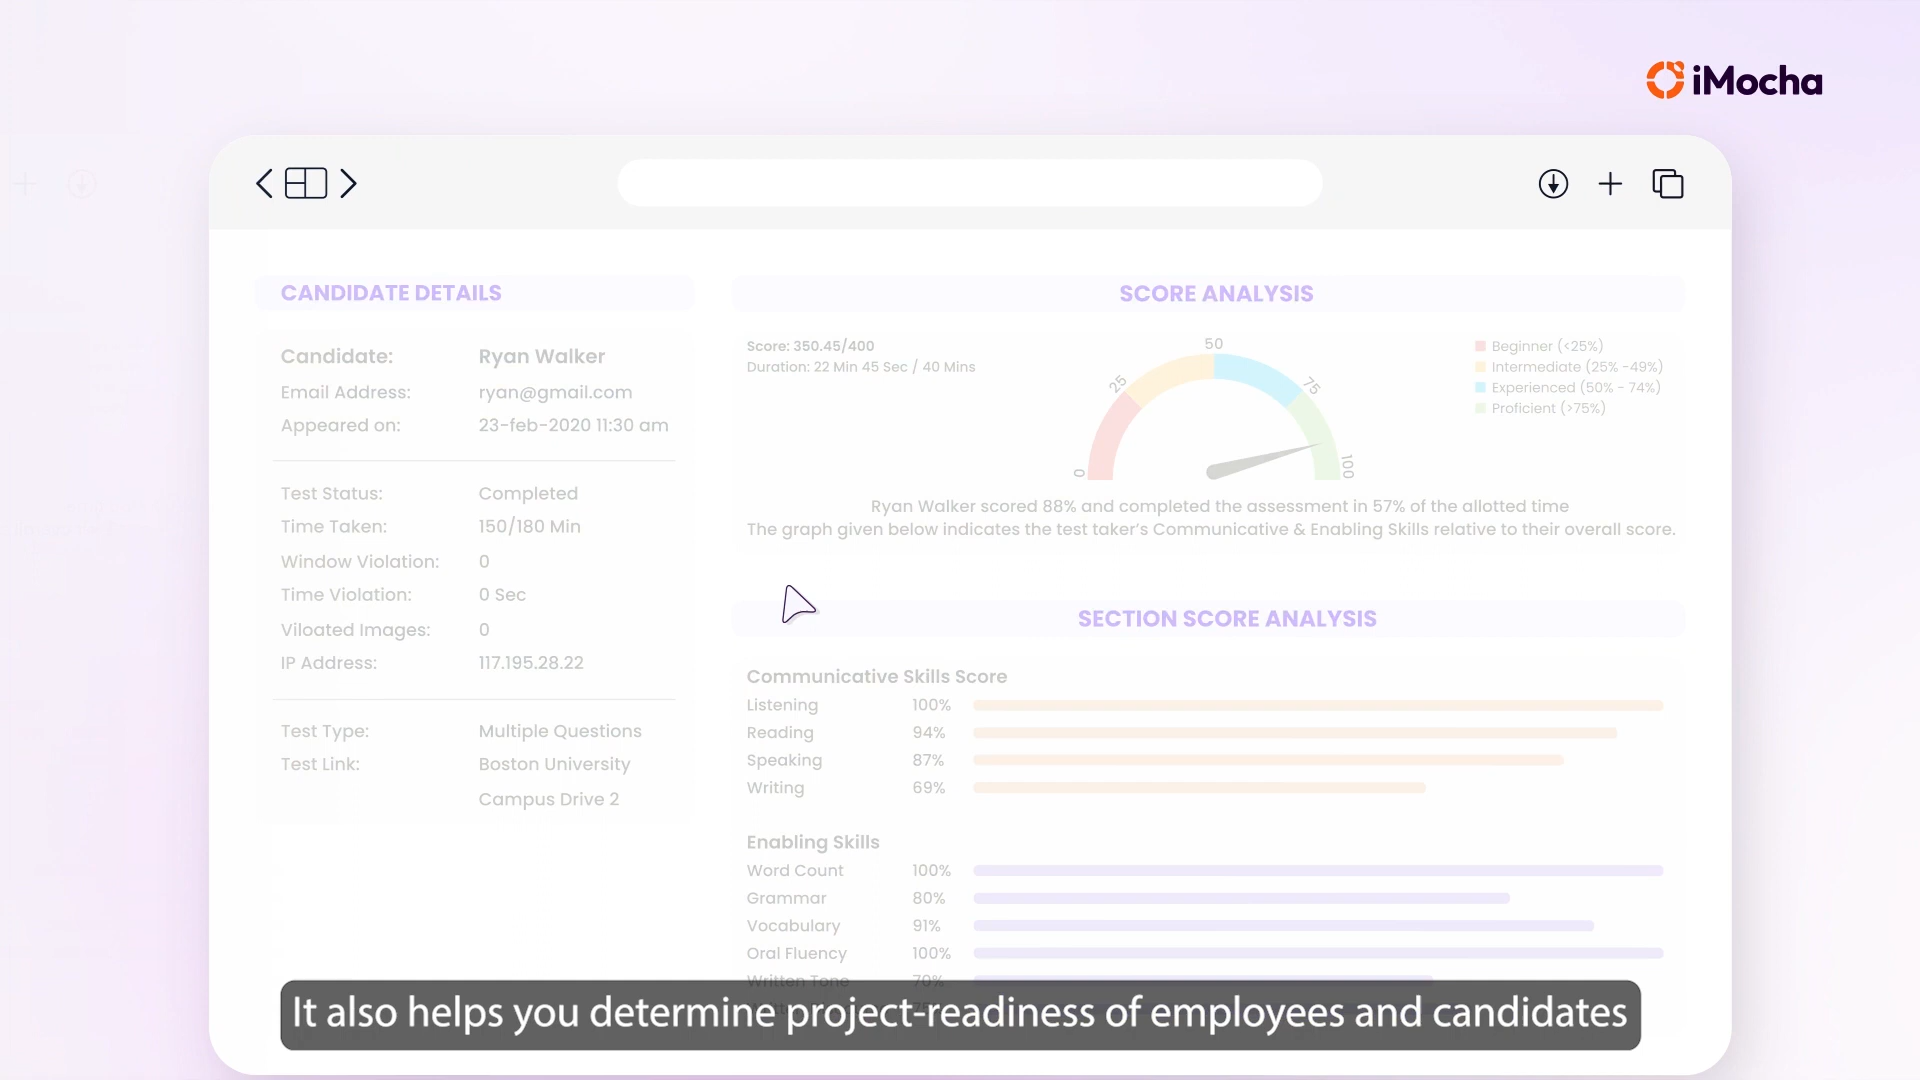 iMocha
CANDIDATE DETAILS
Candidate: Ryan Walker
Email Address: ryan@gmail.com
Appeared on: 23-feb-2020 11:30 am
Test Status: Completed
Time Taken: 150/180 Min
Window Violation: 0
Time Violation: 0 Sec
Viloated Images: 0
IP Address: 117.195.28.22
Test Type: Multiple Questions
Test Link: Boston University
Campus Drive 2
SCORE ANALYSIS
Score: 350.45/400
Duration: 22 Min 45 Sec / 40 Mins
0
25
50
75
100
Beginner (<25%)
Intermediate (25% -49%)
Experienced (50% - 74%)
Proficient (>75%)
Ryan Walker scored 88% and completed the assessment in 57% of the allotted time
The graph given below indicates the test taker's Communicative & Enabling Skills relative to their overall score.
SECTION SCORE ANALYSIS
Communicative Skills Score
Listening 100%
Reading 94%
Speaking 87%
Writing 69%
Enabling Skills
Word Count 100%
Grammar 80%
Vocabulary 91%
Oral Fluency 100%
Written Tone 70%
It also helps you determine project-readiness of employees and candidates